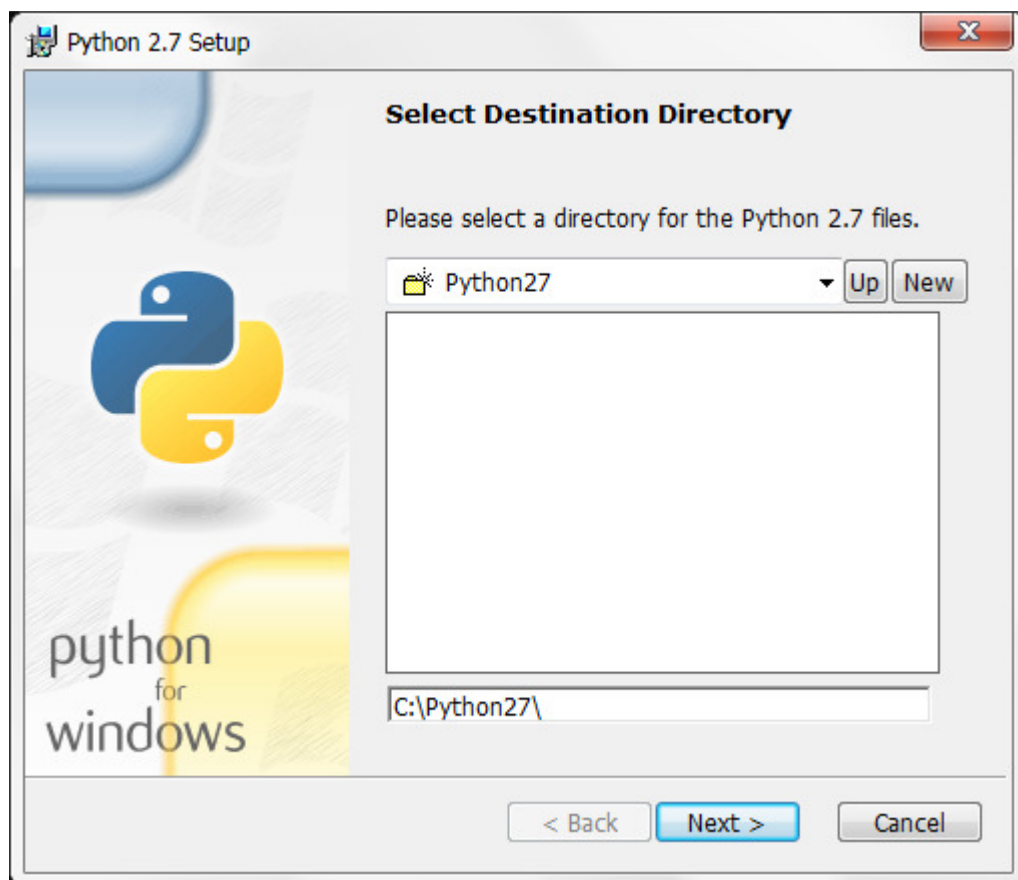 Python 2.7 Setup
Select Destination Directory
Please select a directory for the Python 2.7 files.
Python27
Up
New
C:\Python27\
python
for
windows
< Back
Next >
Cancel